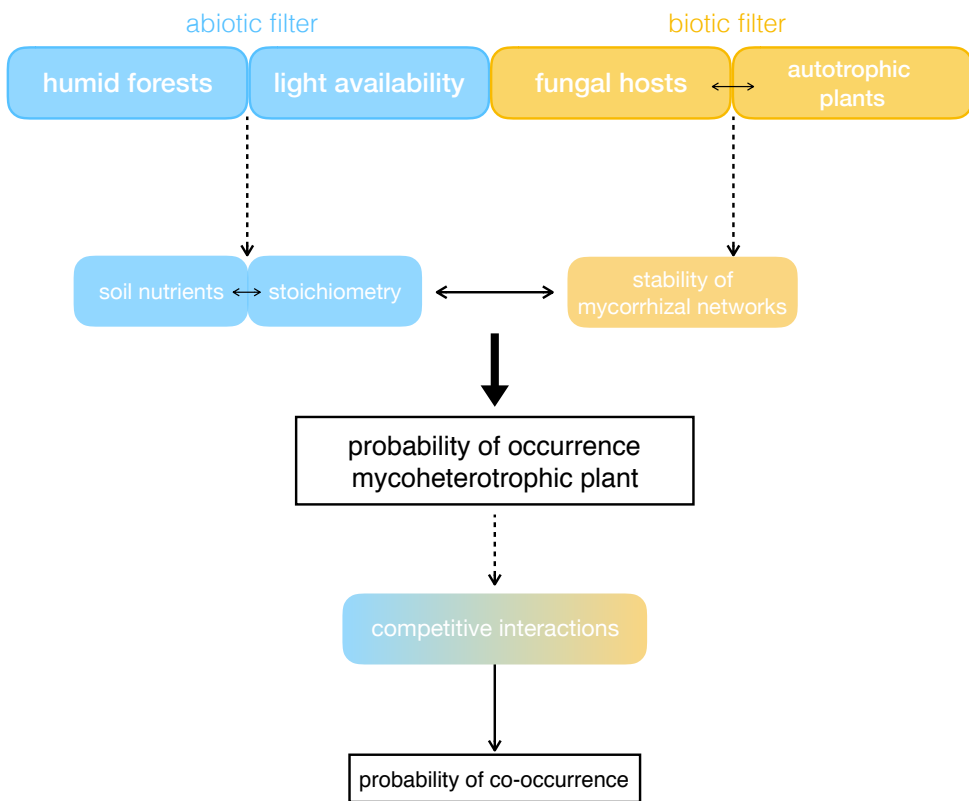 abiotic filter
biotic filter
humid forests
light availability
fungal hosts
autotrophic
plants
soil nutrients
stoichiometry
stability of
mycorrhizal networks
probability of occurrence
mycoheterotrophic plant
competitive interactions
probability of co-occurrence